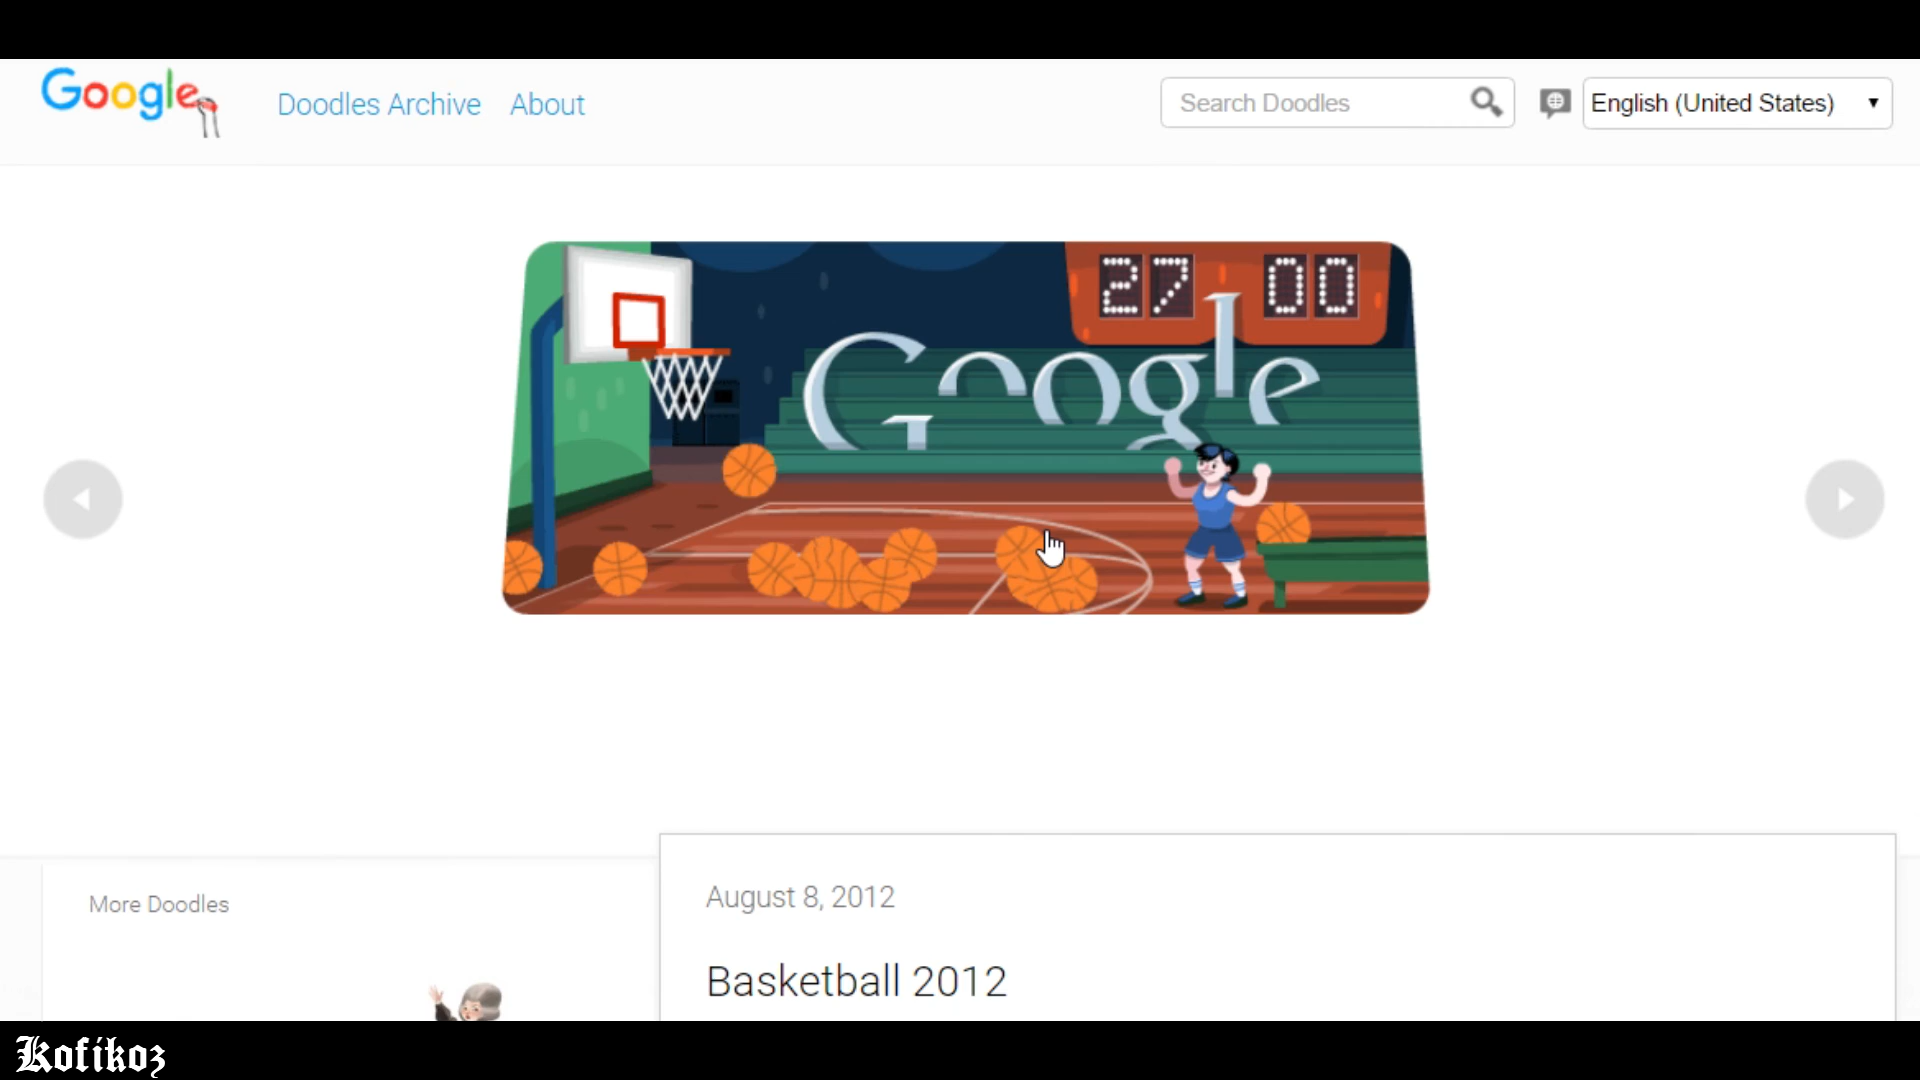 Google
Doodles Archive
About
Search Doodles
English (United States)
27 00
Google
More Doodles
August 8, 2012
Basketball 2012
Kofikoz